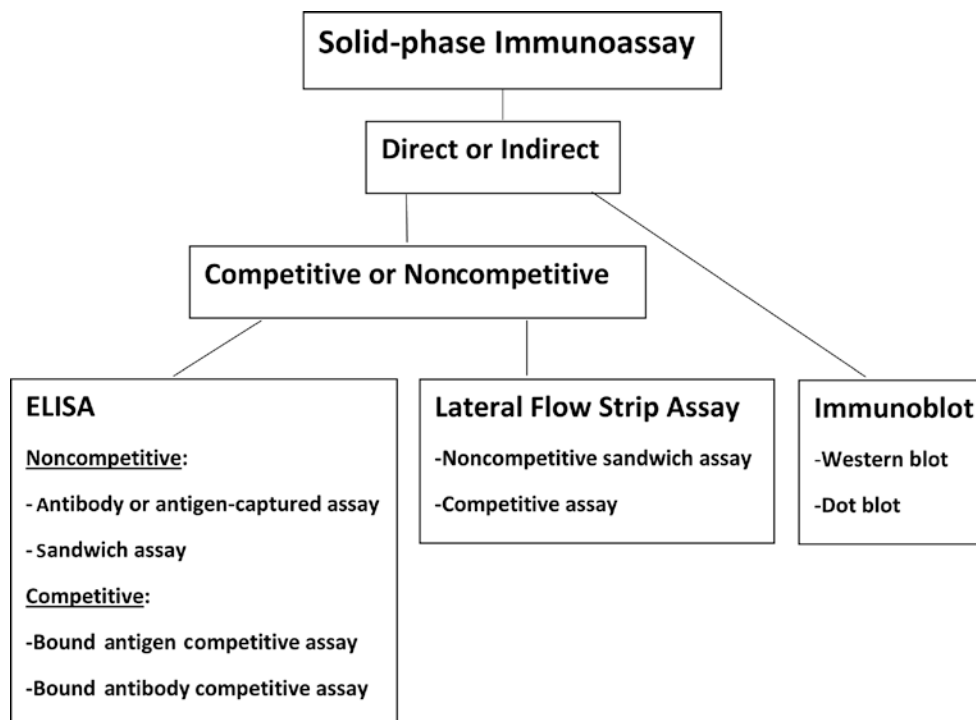 Solid-phase Immunoassay
Direct or Indirect
Competitive or Noncompetitive
ELISA
Noncompetitive:
- Antibody or antigen-captured assay
- Sandwich assay
Competitive:
-Bound antigen competitive assay
-Bound antibody competitive assay
Lateral Flow Strip Assay
-Noncompetitive sandwich assay
-Competitive assay
Immunoblot
-Western blot
-Dot blot